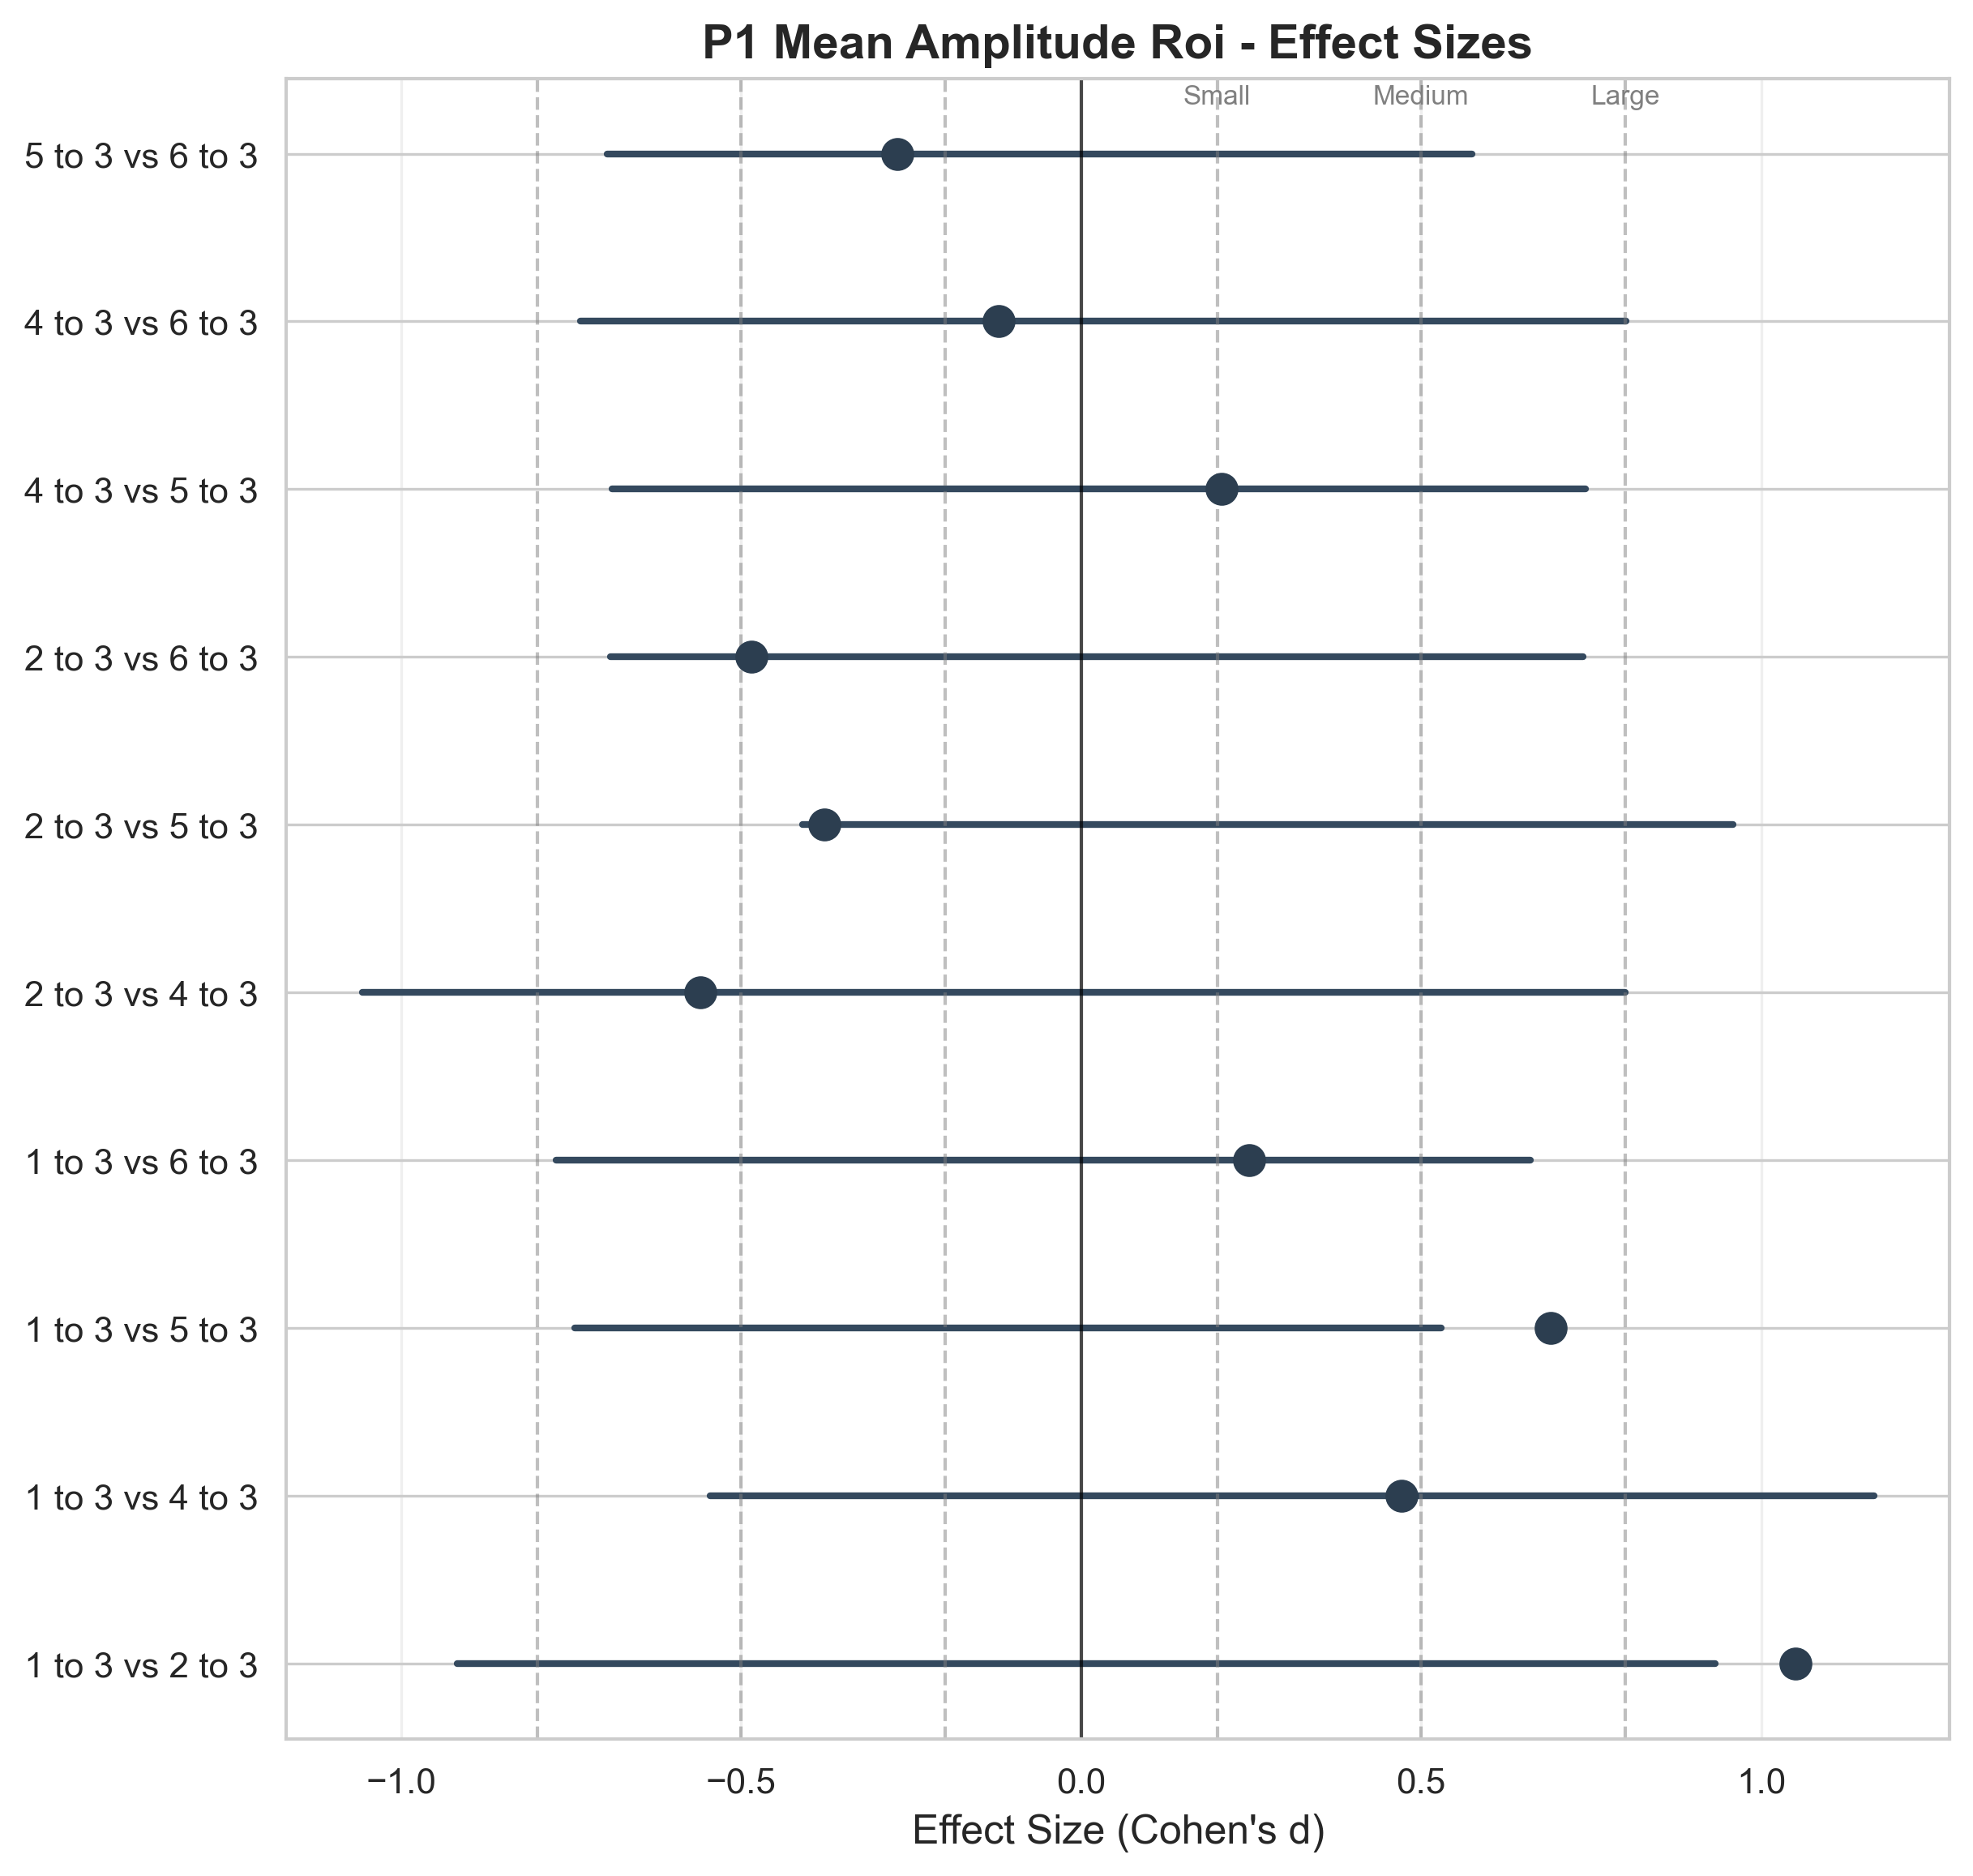 P1 Mean Amplitude Roi - Effect Sizes
Small Medium Large
5 to 3 vs 6 to 3
4 to 3 vs 6 to 3
4 to 3 vs 5 to 3
2 to 3 vs 6 to 3
2 to 3 vs 5 to 3
2 to 3 vs 4 to 3
1 to 3 vs 6 to 3
1 to 3 vs 5 to 3
1 to 3 vs 4 to 3
1 to 3 vs 2 to 3
−1.0 −0.5 0.0 0.5 1.0
Effect Size (Cohen's d)